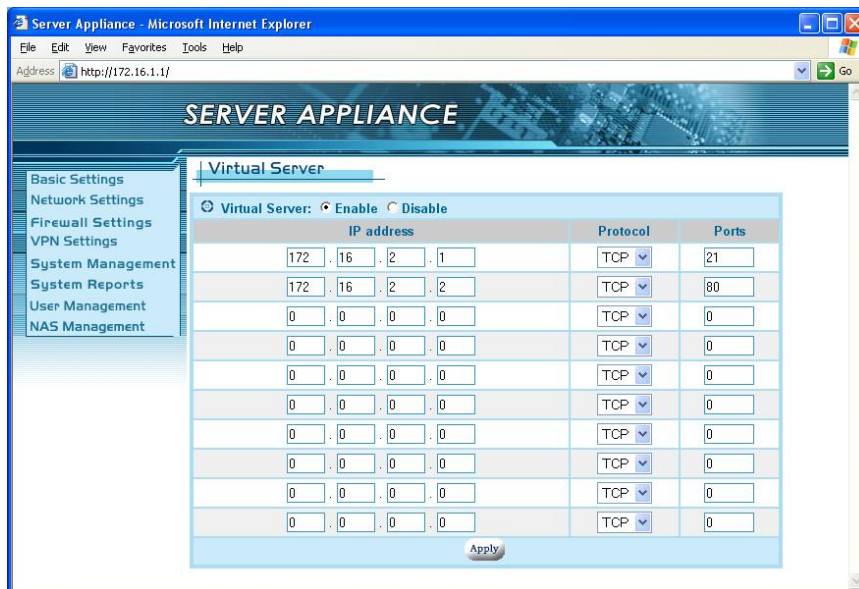 Server Appliance - Microsoft Internet Explorer
File Edit View Favorites Tools Help
Address http://172.16.1.1/ Go
SERVER APPLIANCE
Basic Settings
Network Settings
Firewall Settings
VPN Settings
System Management
System Reports
User Management
NAS Management
Virtual Server
Virtual Server: Enable Disable
IP address Protocol Ports
172 . 16 . 2 . 1 TCP 21
172 . 16 . 2 . 2 TCP 80
0 . 0 . 0 . 0 TCP 0
0 . 0 . 0 . 0 TCP 0
0 . 0 . 0 . 0 TCP 0
0 . 0 . 0 . 0 TCP 0
0 . 0 . 0 . 0 TCP 0
0 . 0 . 0 . 0 TCP 0
0 . 0 . 0 . 0 TCP 0
0 . 0 . 0 . 0 TCP 0
Apply